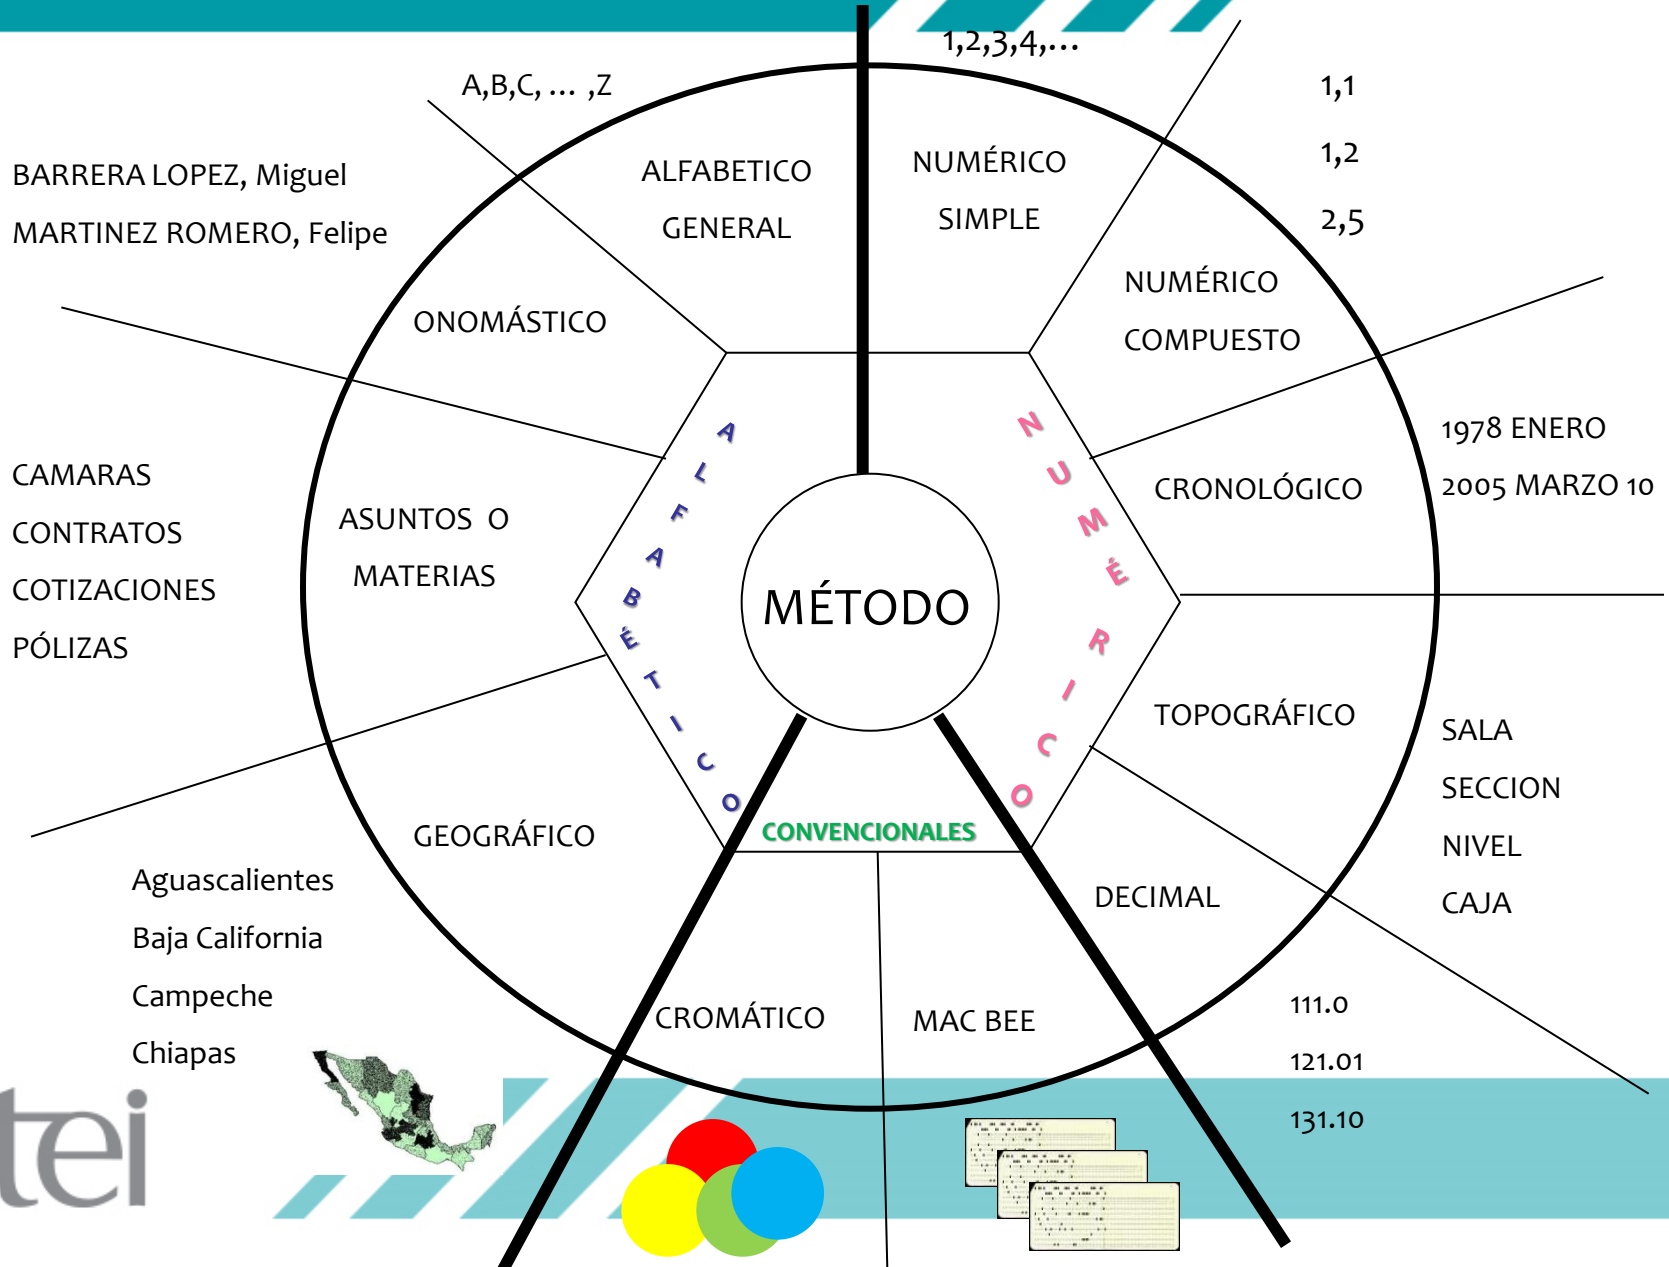 1,2,3,4,...
A,B,C, ... ,Z
ALFABETICO
GENERAL
NUMÉRICO
SIMPLE
1,1
1,2
2,5
BARRERA LOPEZ, Miguel
MARTINEZ ROMERO, Felipe
ONOMÁSTICO
NUMÉRICO
COMPUESTO
CAMARAS
CONTRATOS
COTIZACIONES
PÓLIZAS
ASUNTOS O
MATERIAS
ALFABÉTICO
MÉTODO
NUMÉRICO
CRONOLÓGICO
1978 ENERO
2005 MARZO 10
TOPOGRÁFICO
SALA
SECCION
NIVEL
CAJA
GEOGRÁFICO
Aguascalientes
Baja California
Campeche
Chiapas
CONVENCIONALES
CROMÁTICO
MAC BEE
DECIMAL
111.0
121.01
131.10
tei